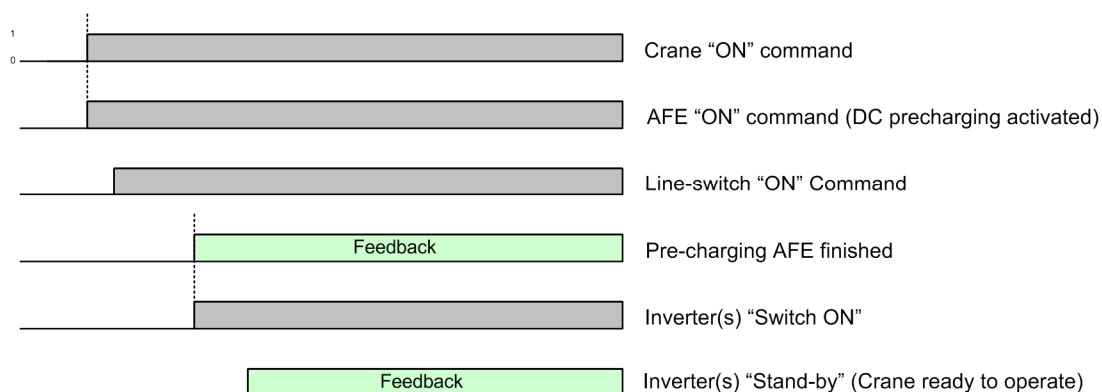 1
0
Crane “ON” command
AFE “ON” command (DC precharging activated)
Line-switch “ON” Command
Feedback
Pre-charging AFE finished
Inverter(s) “Switch ON”
Feedback
Inverter(s) “Stand-by” (Crane ready to operate)